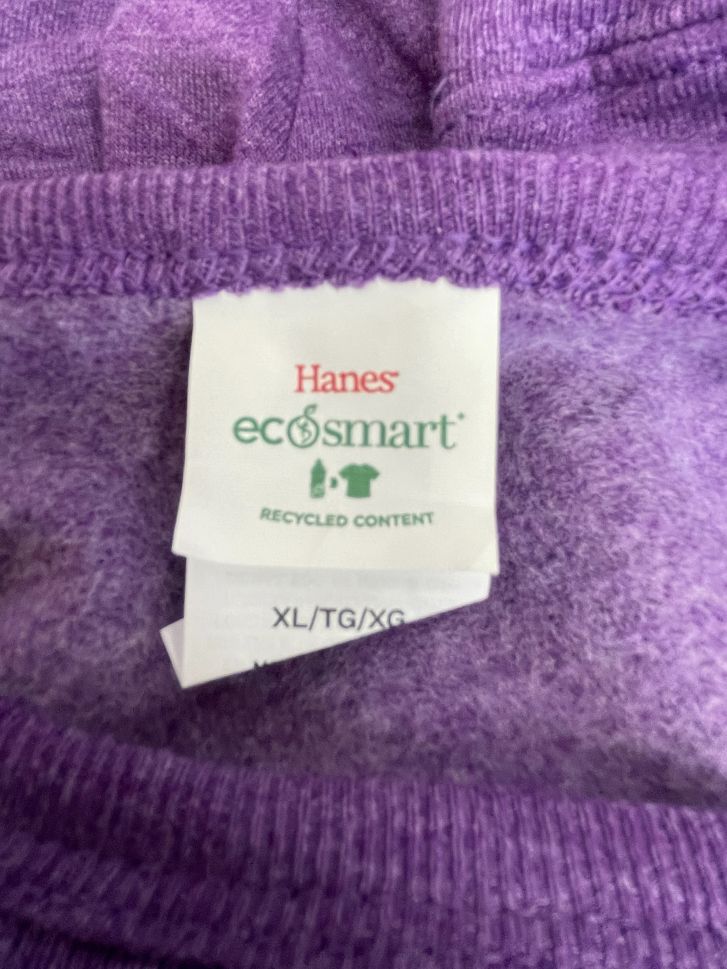 Hanes
ecosmart
RECYCLED CONTENT
XL/TG/XG